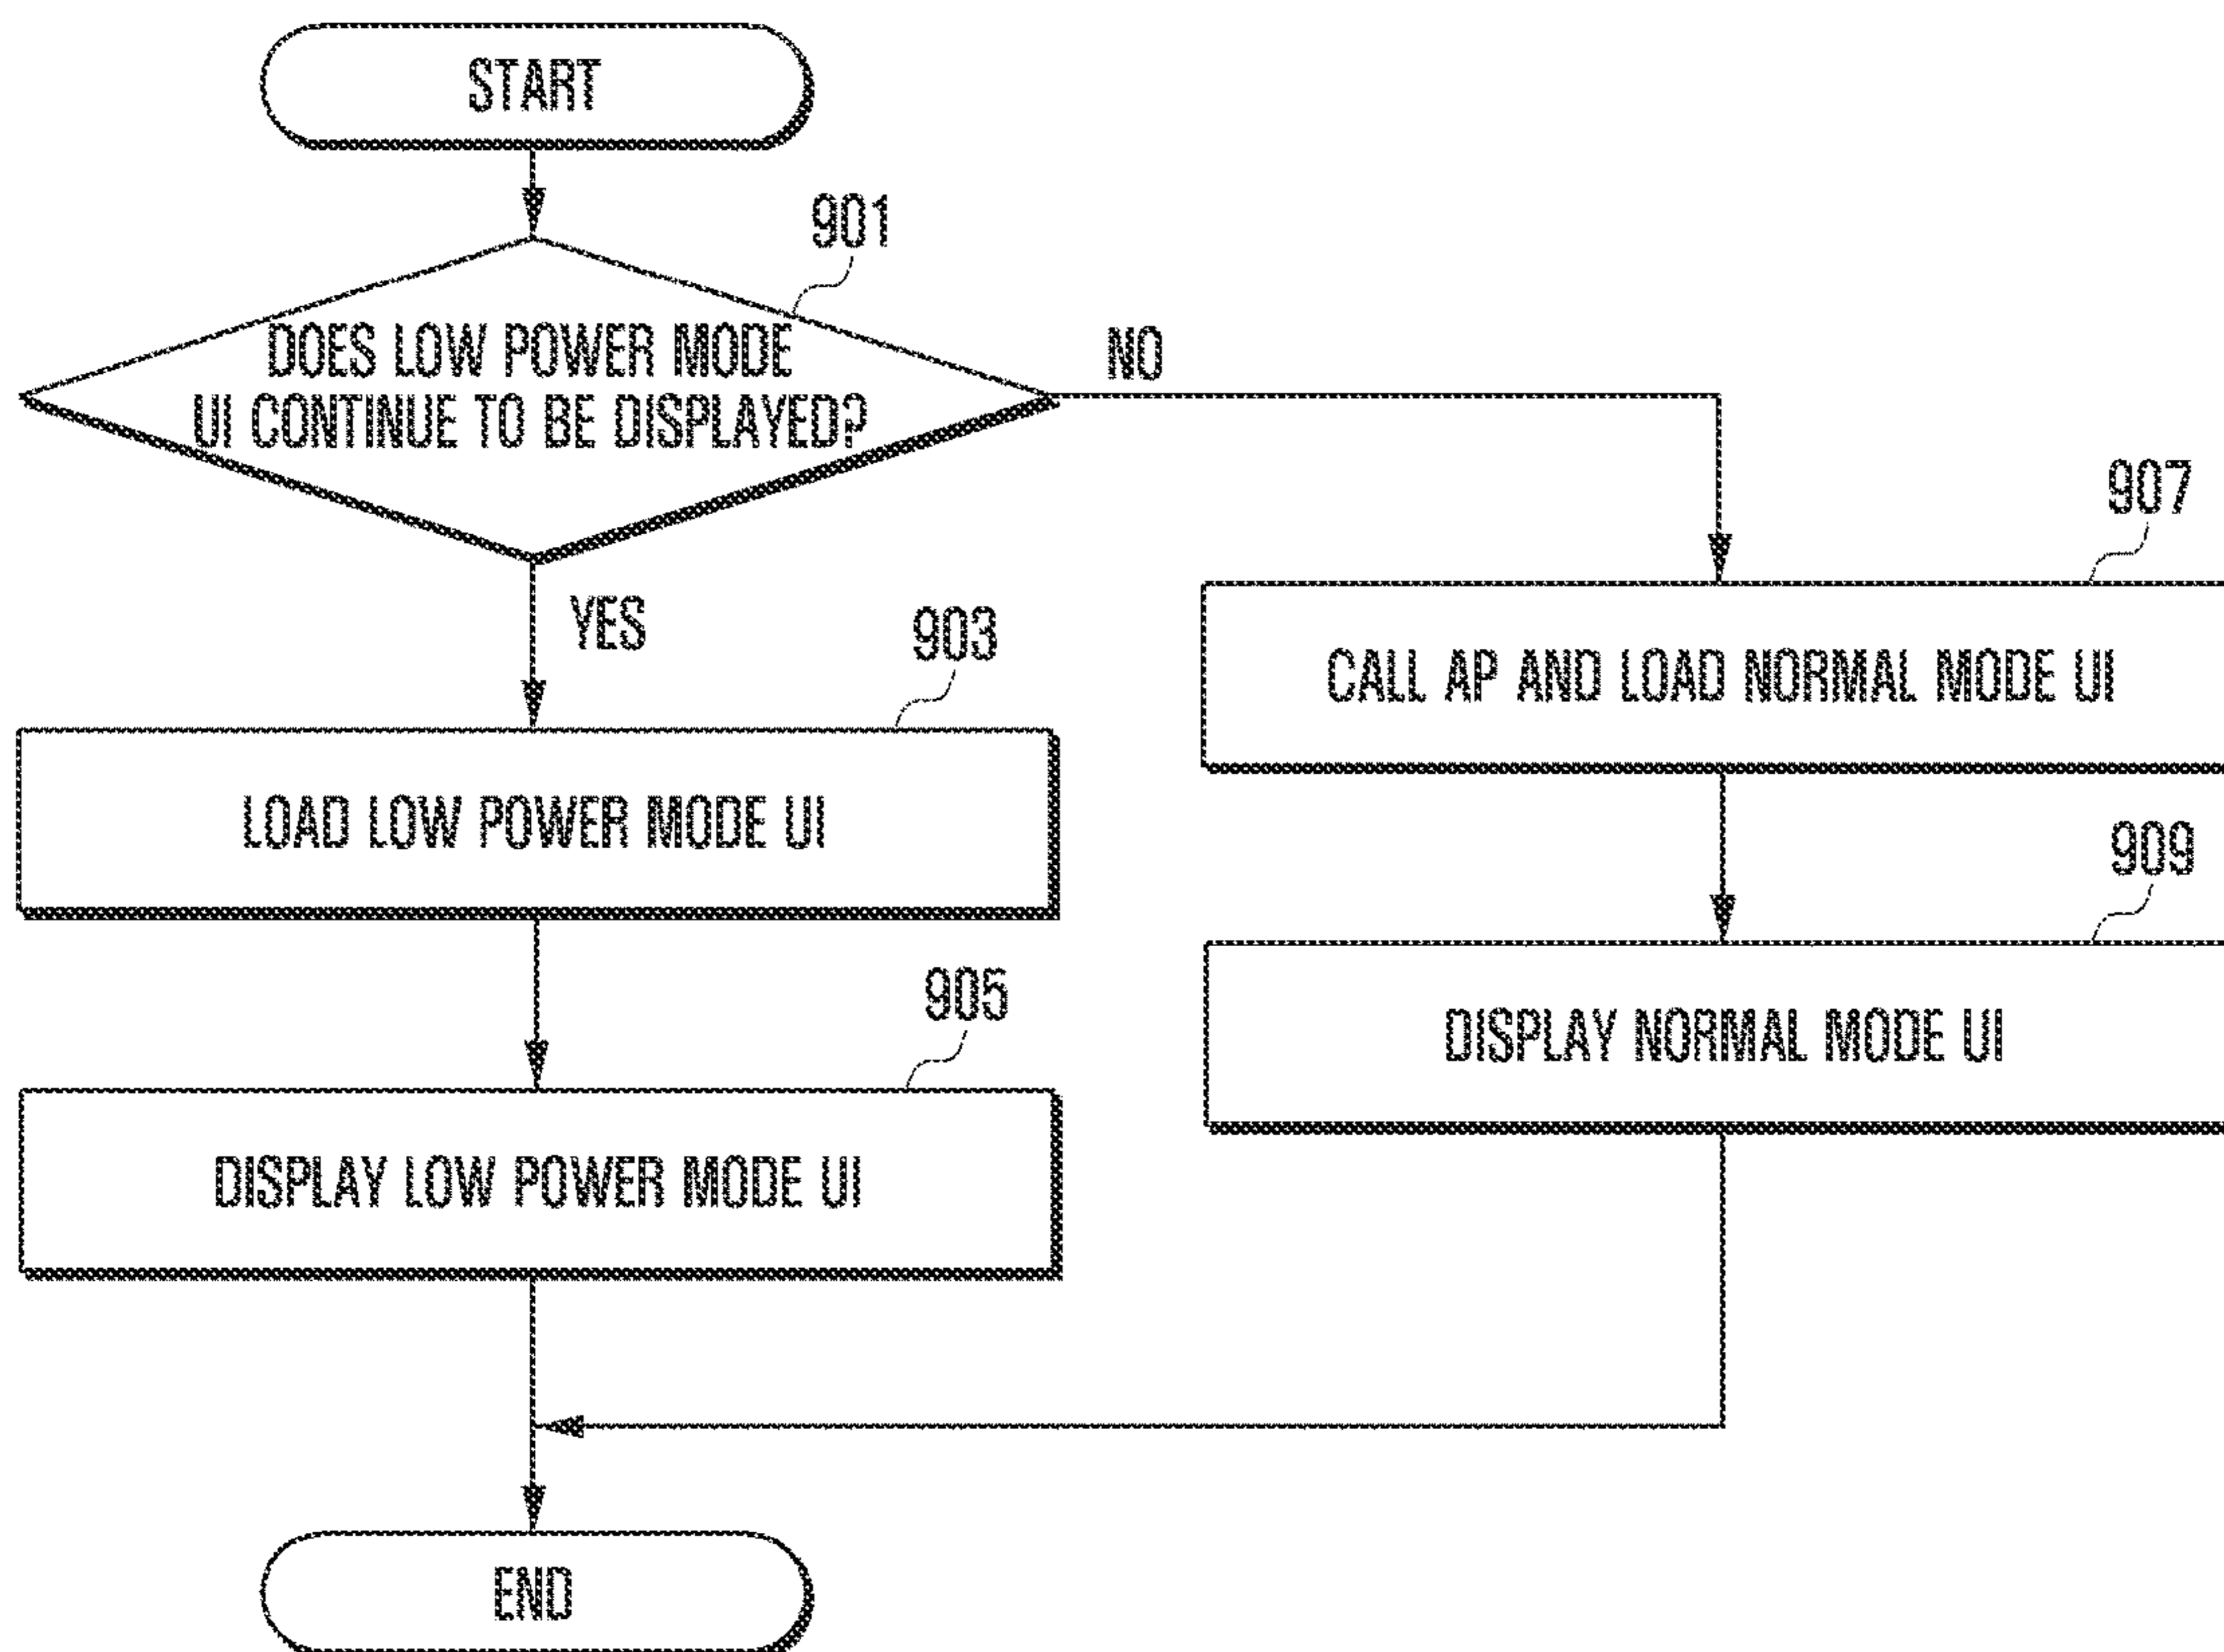 START
901
DOES LOW POWER MODE
UI CONTINUE TO BE DISPLAYED?
NO
YES
903
LOAD LOW POWER MODE UI
905
DISPLAY LOW POWER MODE UI
907
CALL AP AND LOAD NORMAL MODE UI
909
DISPLAY NORMAL MODE UI
END